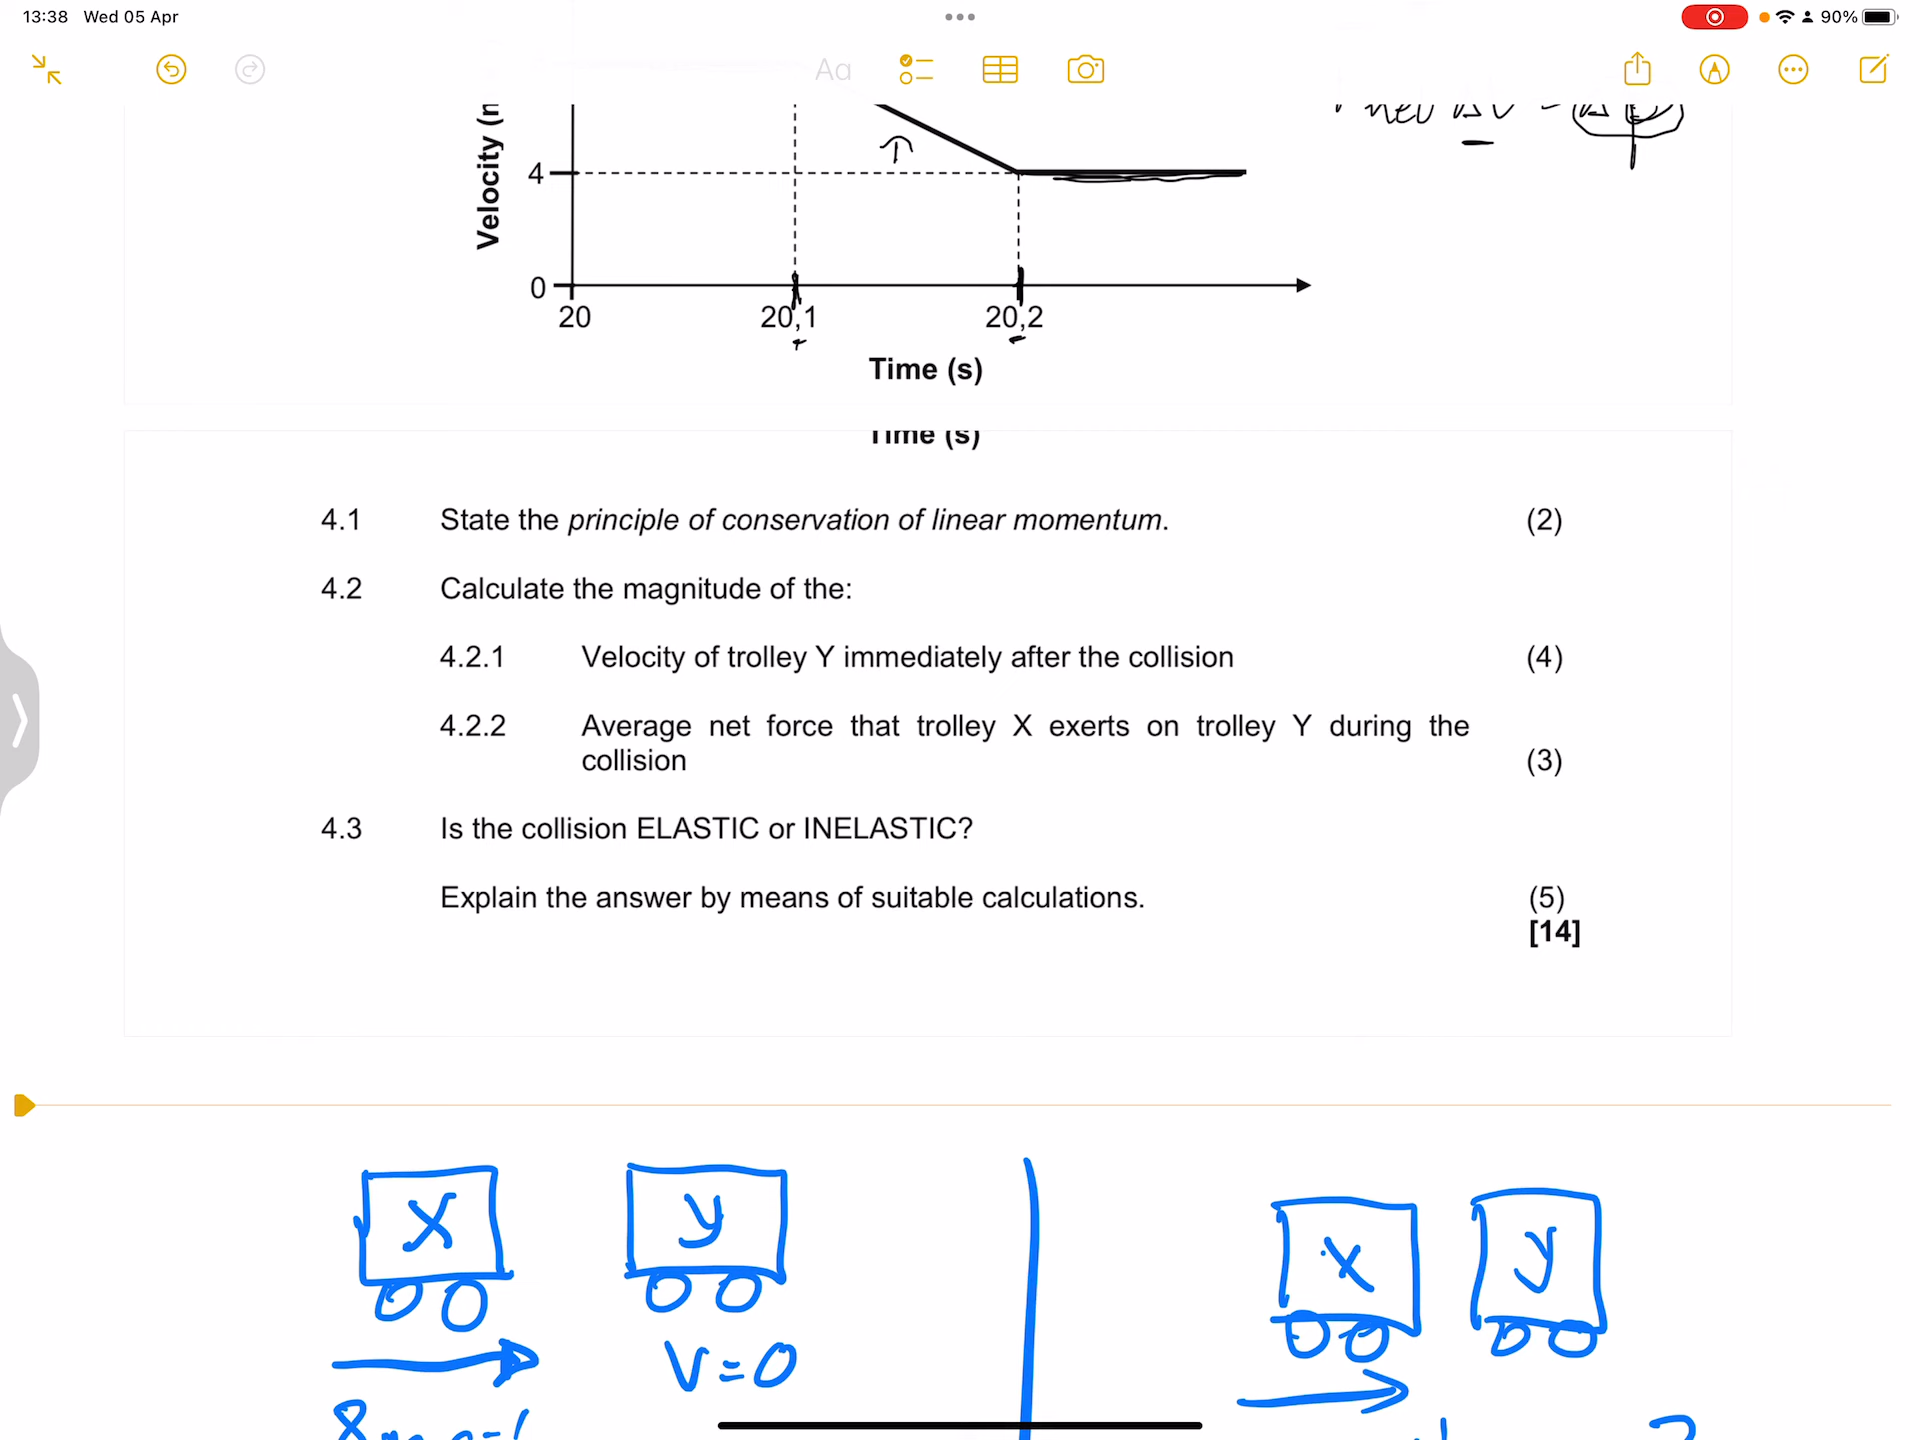 13:38 Wed 05 Apr
90%
Aa
Velocity (
4
0
20 20,1 20,2
Time (s)
Time (s)
4.1 State the principle of conservation of linear momentum. (2)
4.2 Calculate the magnitude of the:
4.2.1 Velocity of trolley Y immediately after the collision (4)
4.2.2 Average net force that trolley X exerts on trolley Y during the
collision (3)
4.3 Is the collision ELASTIC or INELASTIC?
Explain the answer by means of suitable calculations. (5)
[14]
X Y X Y
V=0